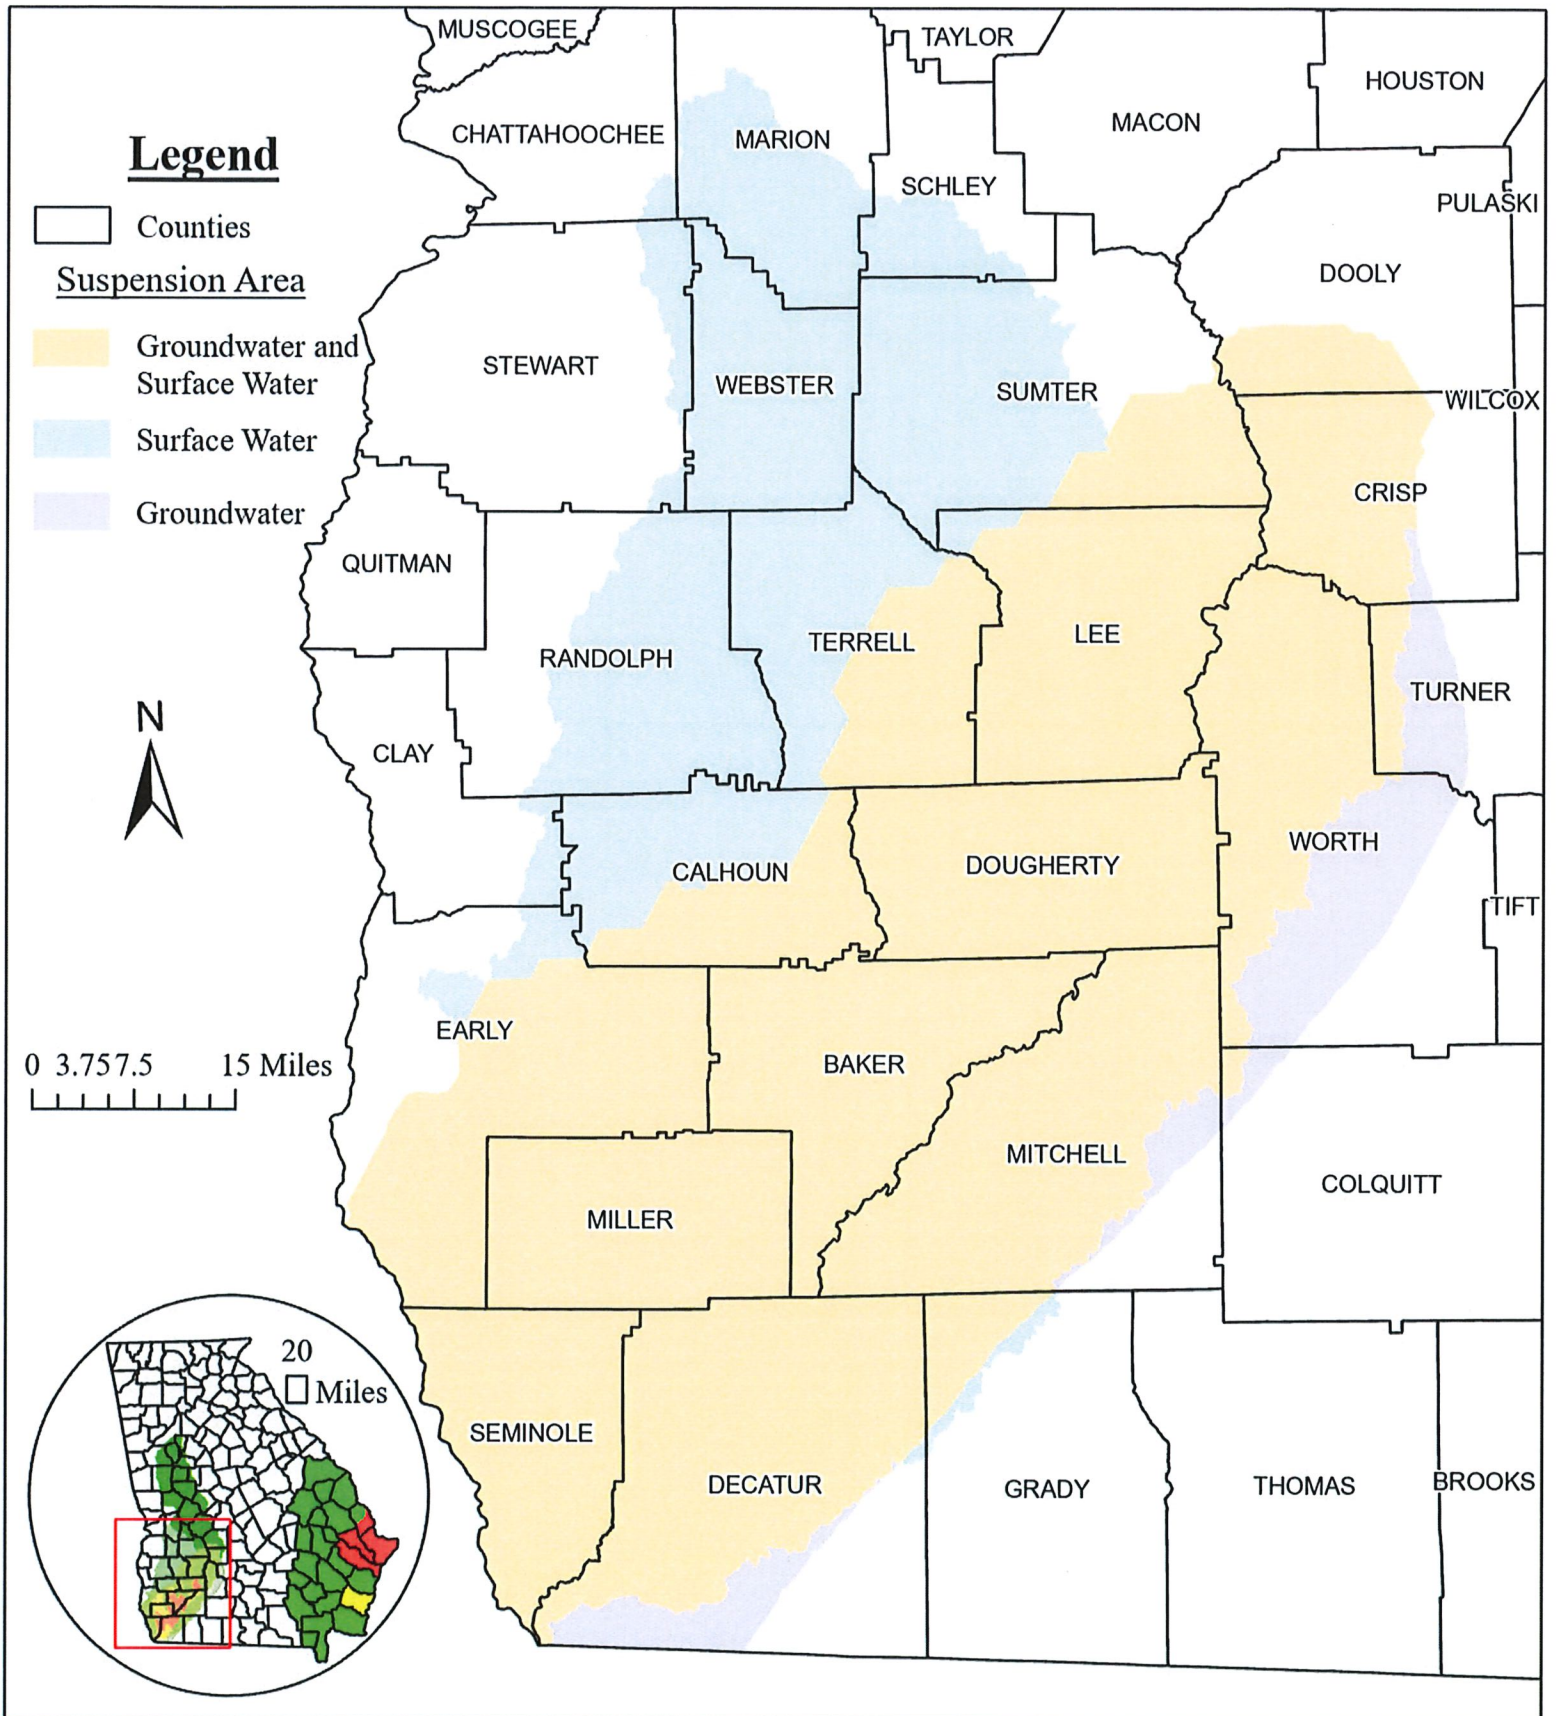 MUSCOGEE
TAYLOR
HOUSTON
MACON
CHATTAHOOCHEE
MARION
Legend
SCHLEY
PULASKI
Counties
DOOLY
Suspension Area
Groundwater and
Surface Water
STEWART
WEBSTER
SUMTER
WILCOX
Surface Water
CRISP
Groundwater
QUITMAN
TERRELL
LEE
RANDOLPH
TURNER
N
CLAY
WORTH
CALHOUN
DOUGHERTY
TIFT
EARLY
0 3.75 7.5 15 Miles
BAKER
MITCHELL
COLQUITT
MILLER
20
Miles
SEMINOLE
DECATUR
GRADY
THOMAS
BROOKS